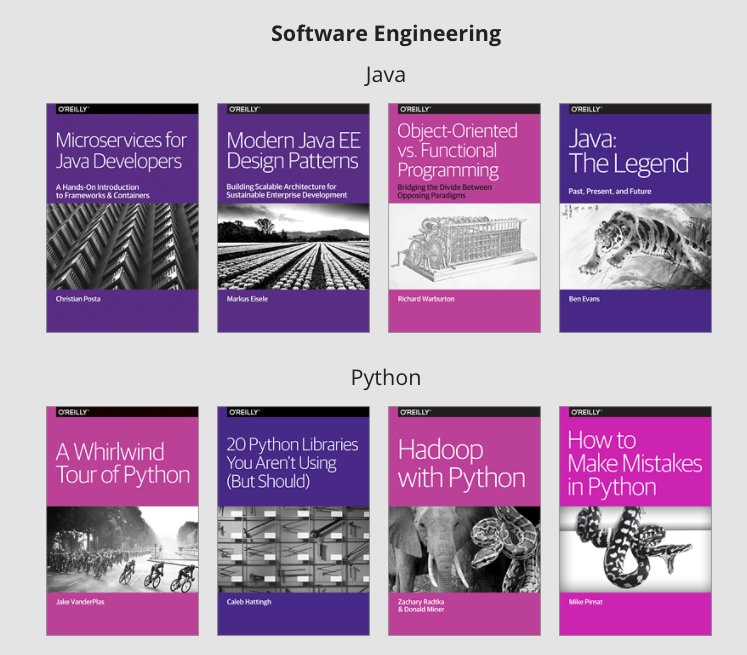 Software Engineering
Java
O'REILLY®
Microservices for
Java Developers
A Hands-On Introduction
to Frameworks & Containers
Christian Posta
O'REILLY®
Modern Java EE
Design Patterns
Building Scalable Architecture for
Sustainable Enterprise Development
Markus Eisele
O'REILLY®
Object-Oriented
vs. Functional
Programming
Bridging the Divide Between
Opposing Paradigms
Richard Warburton
O'REILLY®
Java:
The Legend
Past, Present, and Future
Ben Evans
Python
O'REILLY®
A Whirlwind
Tour of Python
Jake VanderPlas
O'REILLY®
20 Python Libraries
You Aren't Using
(But Should)
Caleb Hattingh
O'REILLY®
Hadoop
with Python
Zachary Radtka
& Donald Miner
O'REILLY®
How to
Make Mistakes
in Python
Mike Pirnat